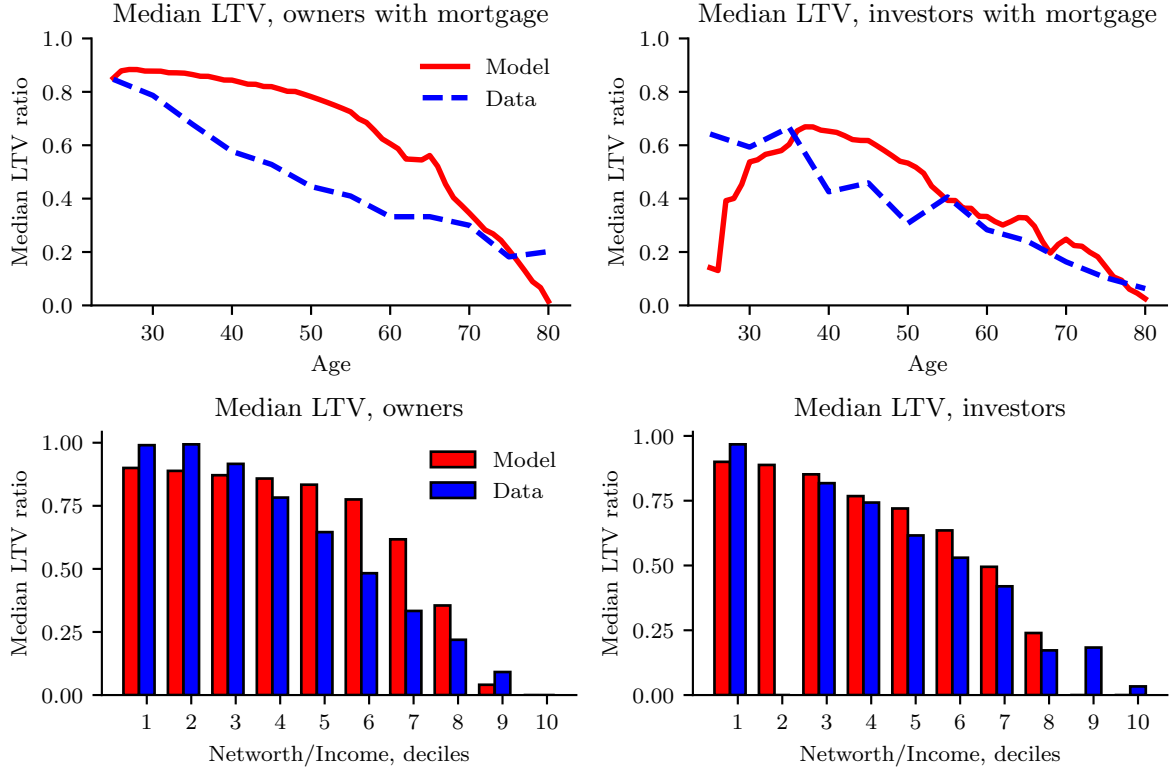 Median LTV, owners with mortgage
Median LTV ratio
1.0
0.8
0.6
0.4
0.2
0.0
Model
Data
30 40 50 60 70 80
Age
Median LTV, investors with mortgage
Median LTV ratio
1.0
0.8
0.6
0.4
0.2
0.0
30 40 50 60 70 80
Age
Median LTV, owners
Median LTV ratio
1.00
0.75
0.50
0.25
0.00
Model
Data
1 2 3 4 5 6 7 8 9 10
Networth/Income, deciles
Median LTV, investors
Median LTV ratio
1.00
0.75
0.50
0.25
0.00
1 2 3 4 5 6 7 8 9 10
Networth/Income, deciles